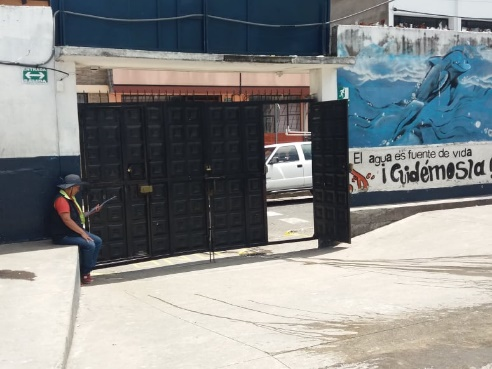 El agua es fuente de vida
¡Cuidémosla